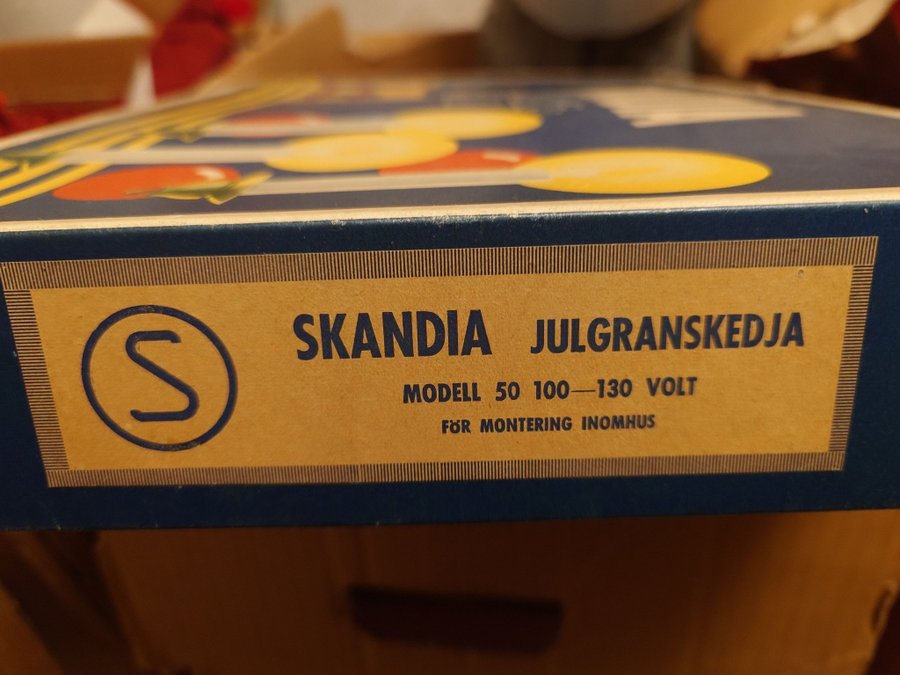 S
SKANDIA JULGRANSKEDJA
MODELL 50 100—130 VOLT
FÖR MONTERING INOMHUS